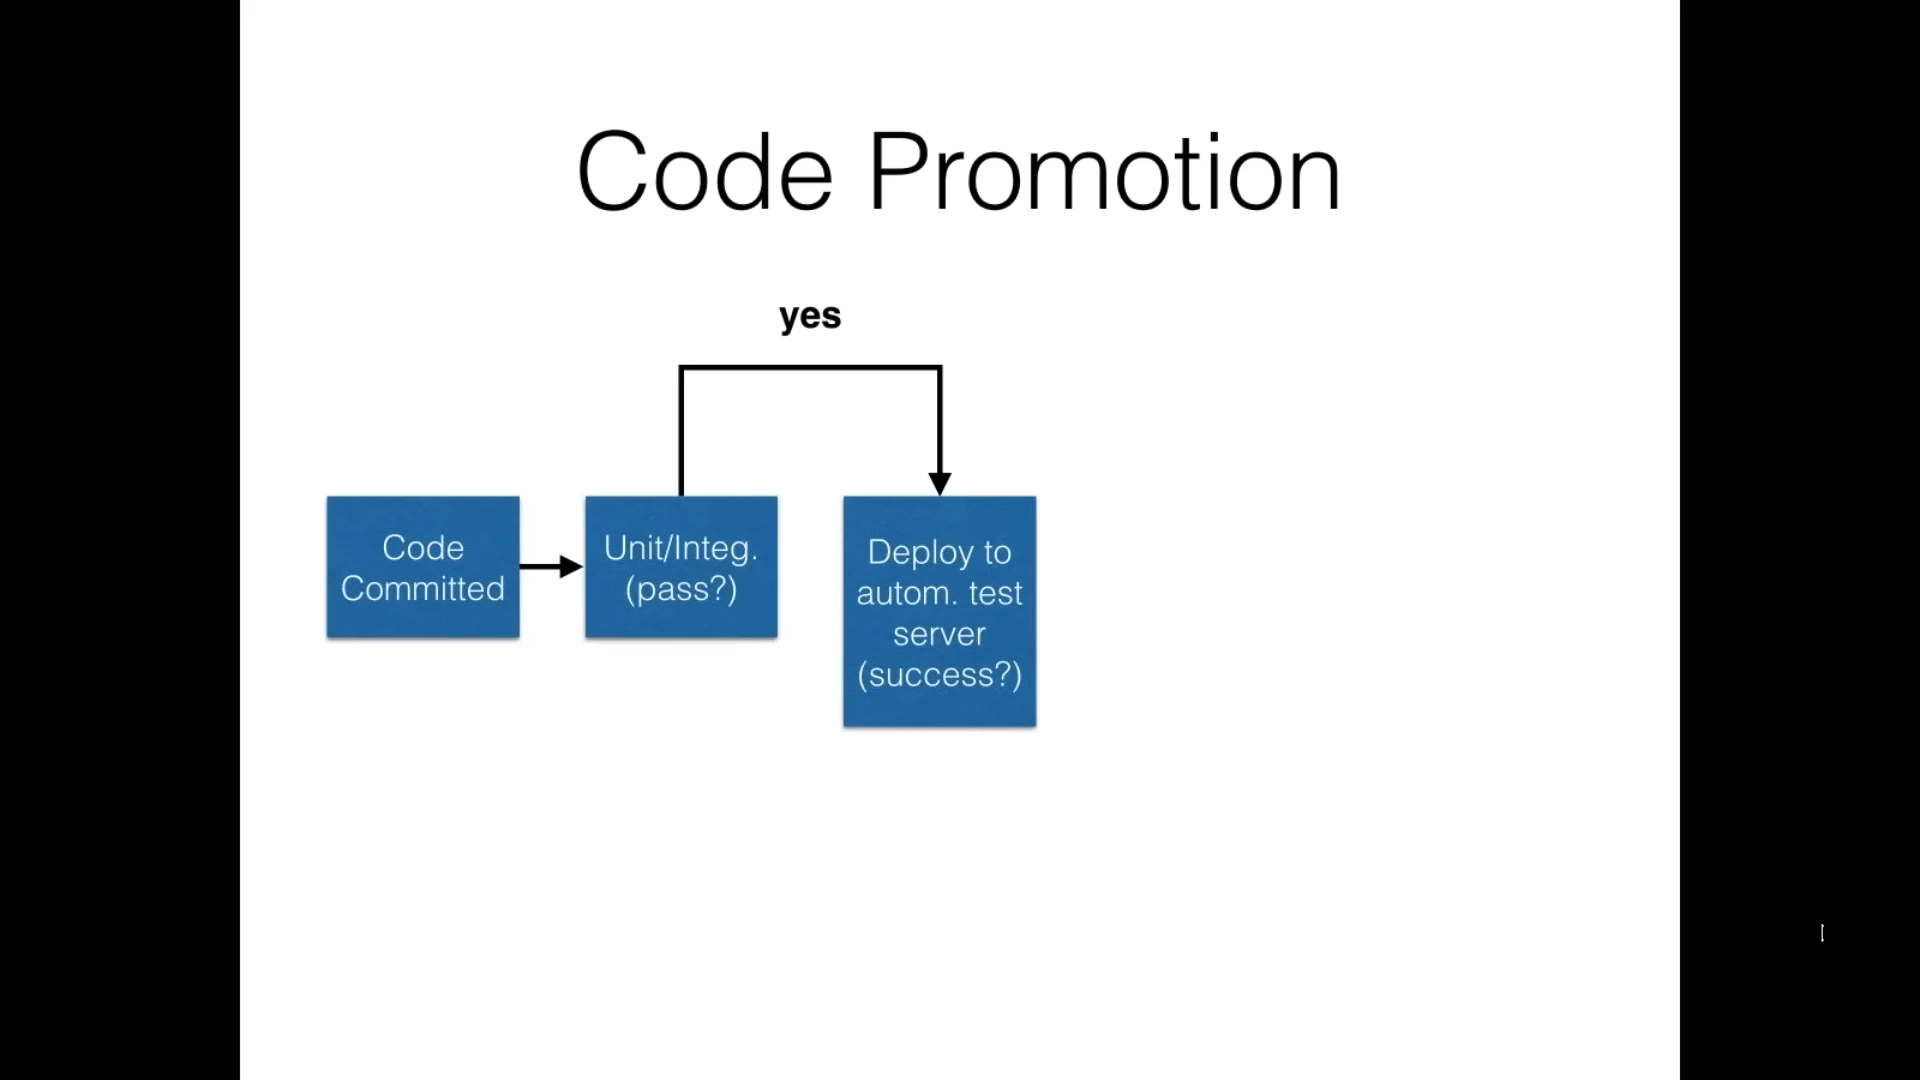 Code Promotion
yes
Code
Committed
Unit/Integ.
(pass?)
Deploy to
autom. test
server
(success?)